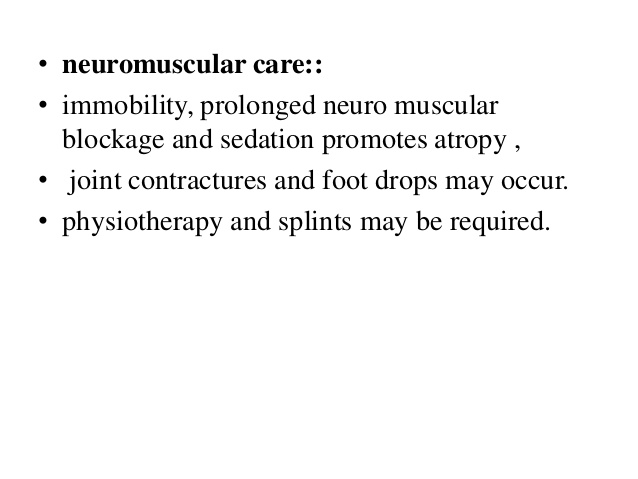 • neuromuscular care::
• immobility, prolonged neuro muscular
blockage and sedation promotes atropy ,
• joint contractures and foot drops may occur.
• physiotherapy and splints may be required.